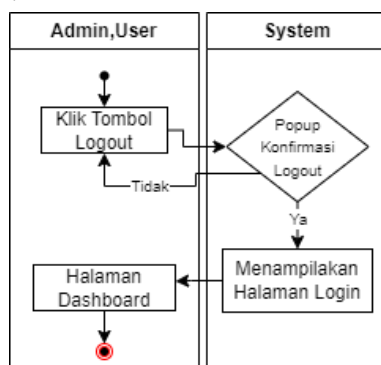 Admin,User
System
Klik Tombol
Logout
Popup
Konfirmasi
Logout
Tidak
Ya
Menampilakan
Halaman Login
Halaman
Dashboard